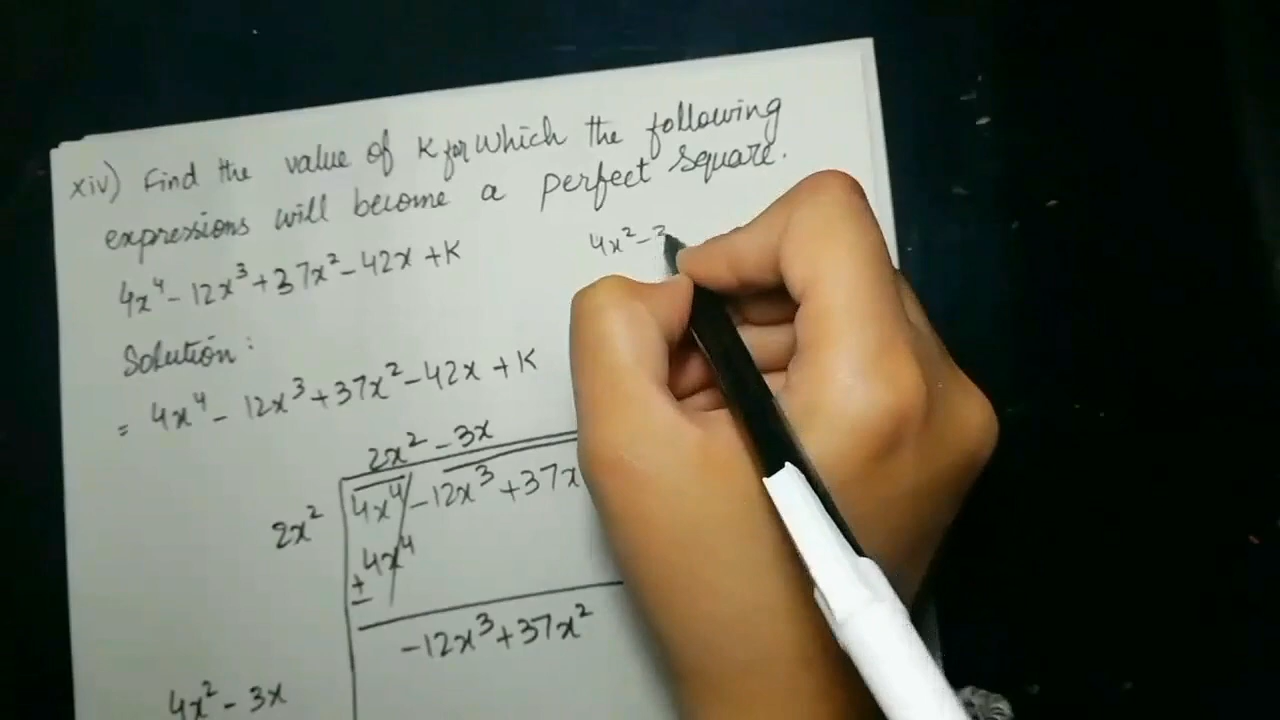 xiv) Find the value of K for which the following
expressions will become a perfect square.
4x⁴ - 12x³ + 37x² - 42x + K
4x² - 3
Solution :
= 4x⁴ - 12x³ + 37x² - 42x + K
2x² - 3x
2x² 4x⁴ - 12x³ + 37x
± 4x⁴
-12x³ + 37x²
4x² - 3x